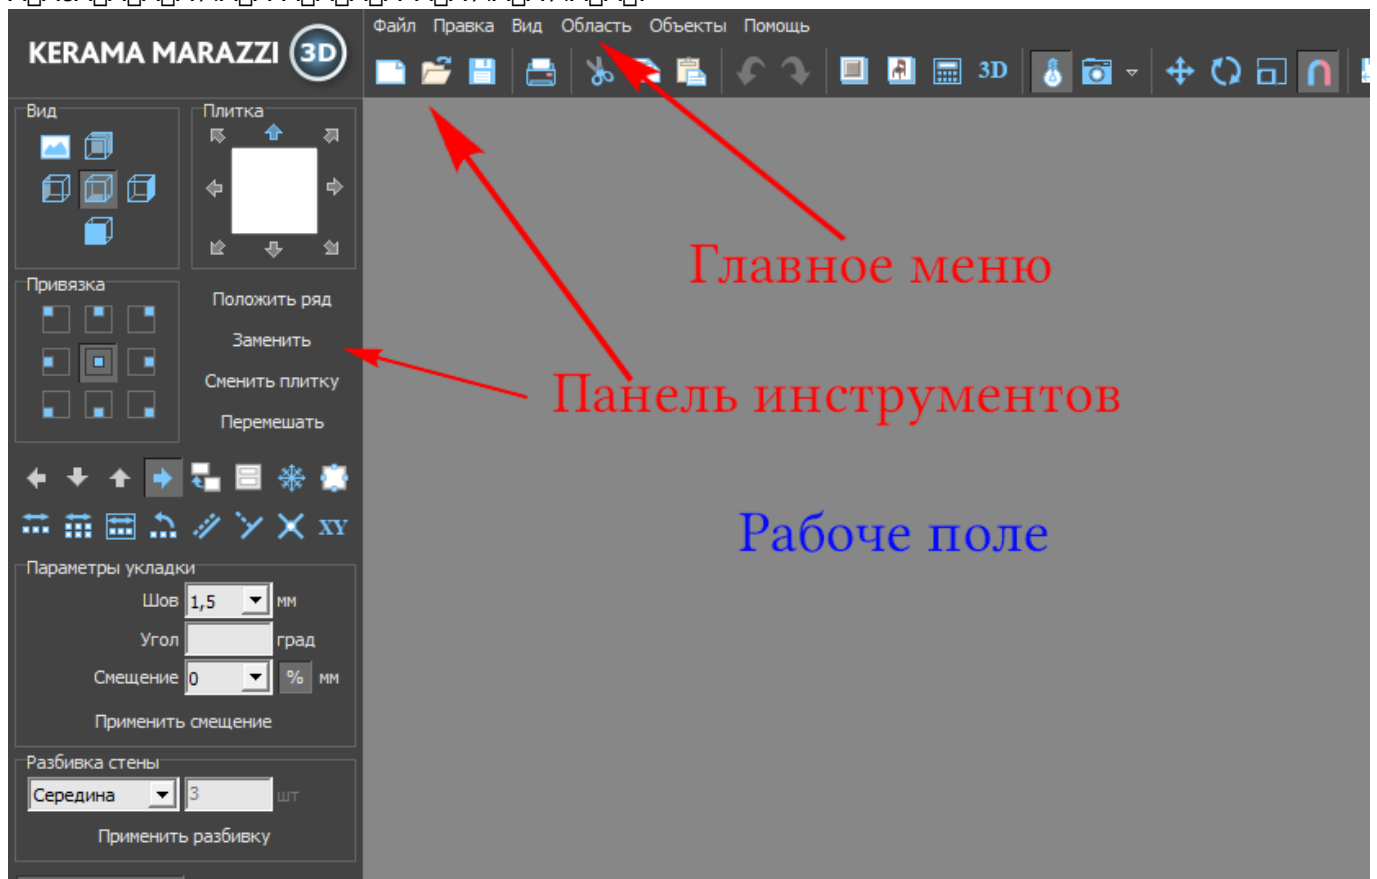 KERAMA MARAZZI 3D
Файл Правка Вид Область Объекты Помощь
3D
Вид
Плитка
Привязка
Положить ряд
Заменить
Сменить плитку
Перемешать
XY
Параметры укладки
Шов 1,5 мм
Угол град
Смещение 0 % мм
Применить смещение
Разбивка стены
Середина 3 шт
Применить разбивку
Главное меню
Панель инструментов
Рабоче поле